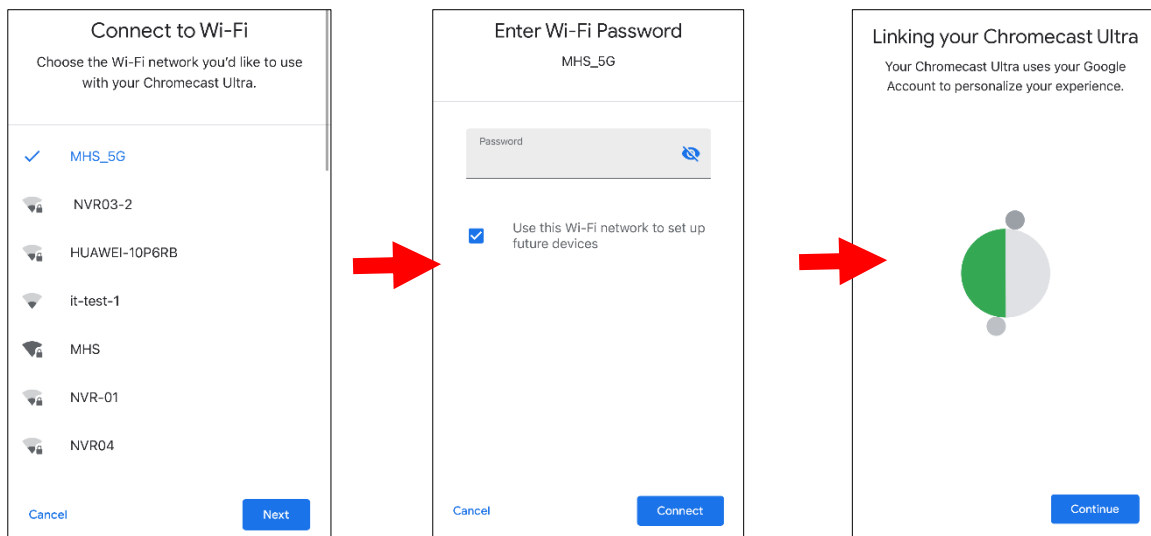 Connect to Wi-Fi
Choose the Wi-Fi network you'd like to use
with your Chromecast Ultra.
MHS_5G
NVR03-2
HUAWEI-10P6RB
it-test-1
MHS
NVR-01
NVR04
Cancel
Next
Enter Wi-Fi Password
MHS_5G
Password
Use this Wi-Fi network to set up
future devices
Cancel
Connect
Linking your Chromecast Ultra
Your Chromecast Ultra uses your Google
Account to personalize your experience.
Continue